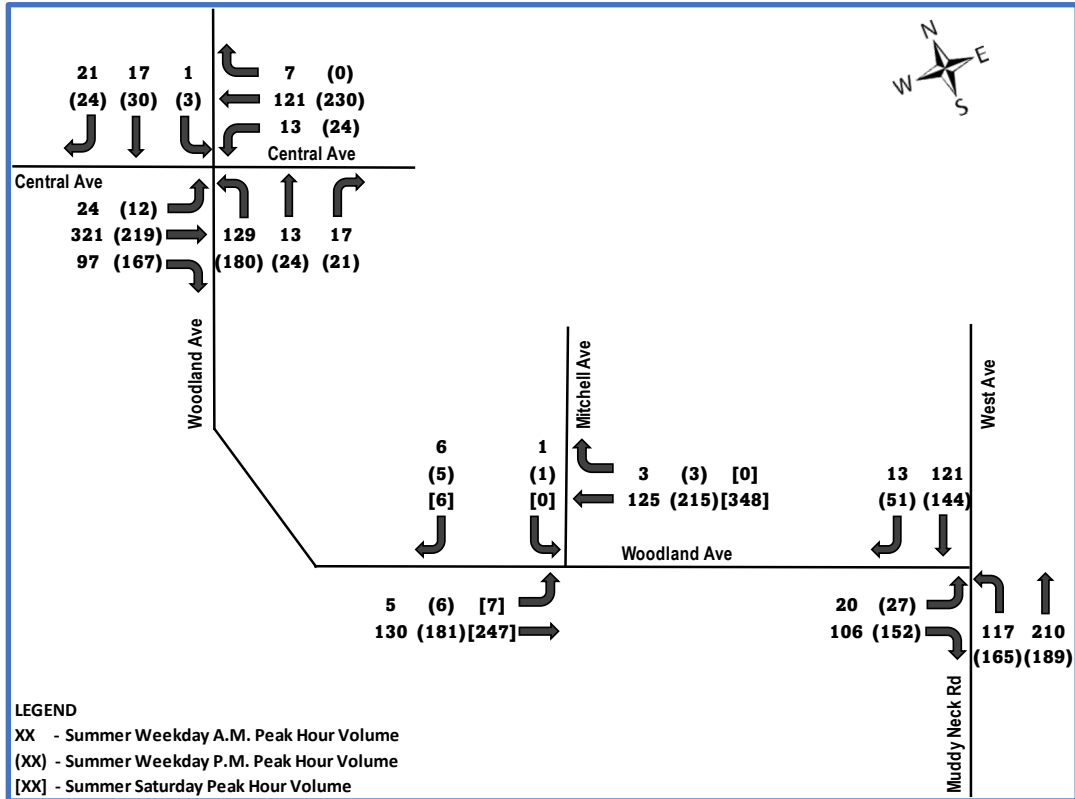 N
E
W
S
21 17 1
(24) (30) (3)
7 (0)
121 (230)
13 (24)
Central Ave
Central Ave
24 (12)
321 (219)
97 (167)
129 13 17
(180) (24) (21)
Woodland Ave
Mitchell Ave
West Ave
6 1
(5) (1)
[6] [0]
3 (3) [0]
125 (215)[348]
13 121
(51) (144)
Woodland Ave
5 (6) [7]
130 (181)[247]
20 (27)
106 (152)
117 210
(165)(189)
Muddy Neck Rd
LEGEND
XX - Summer Weekday A.M. Peak Hour Volume
(XX) - Summer Weekday P.M. Peak Hour Volume
[XX] - Summer Saturday Peak Hour Volume